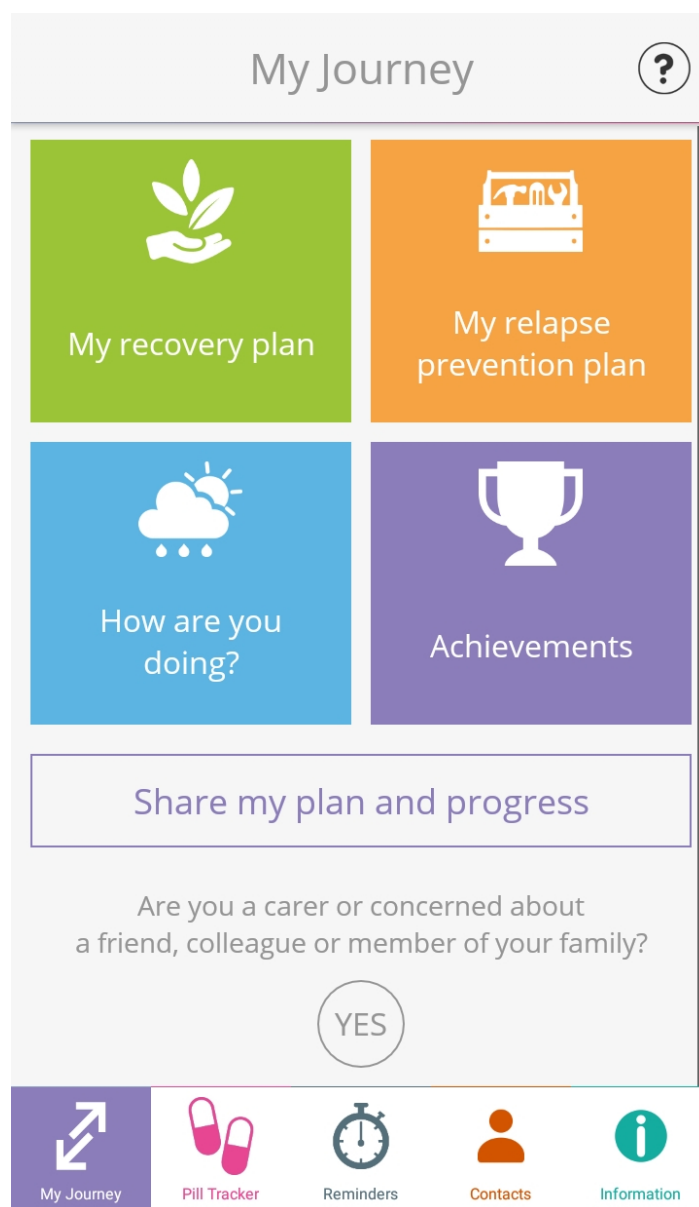 My Journey
?
My recovery plan
My relapse
prevention plan
How are you
doing?
Achievements
Share my plan and progress
Are you a carer or concerned about
a friend, colleague or member of your family?
YES
My Journey
Pill Tracker
Reminders
Contacts
Information